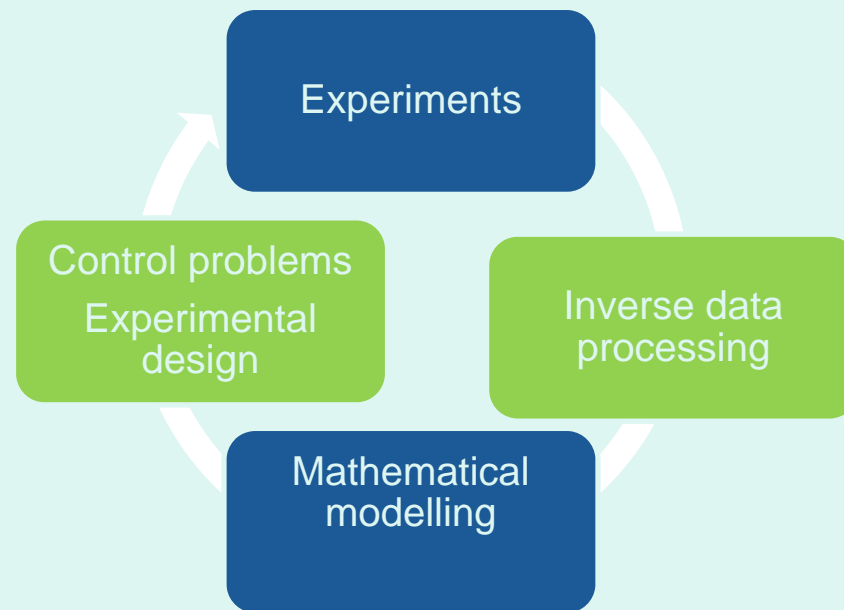 Experiments
Control problems
Experimental
design
Inverse data
processing
Mathematical
modelling